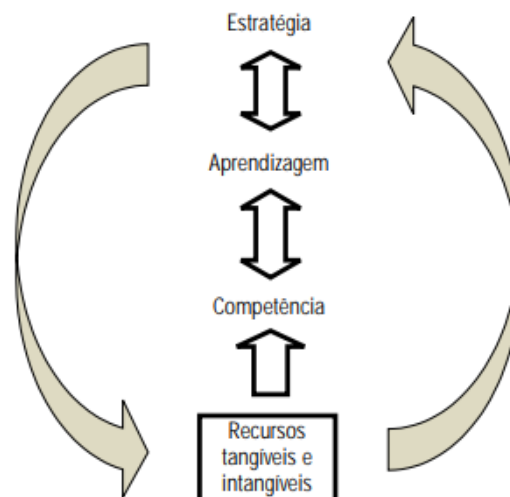 Estratégia
Aprendizagem
Competência
Recursos
tangíveis e
intangíveis